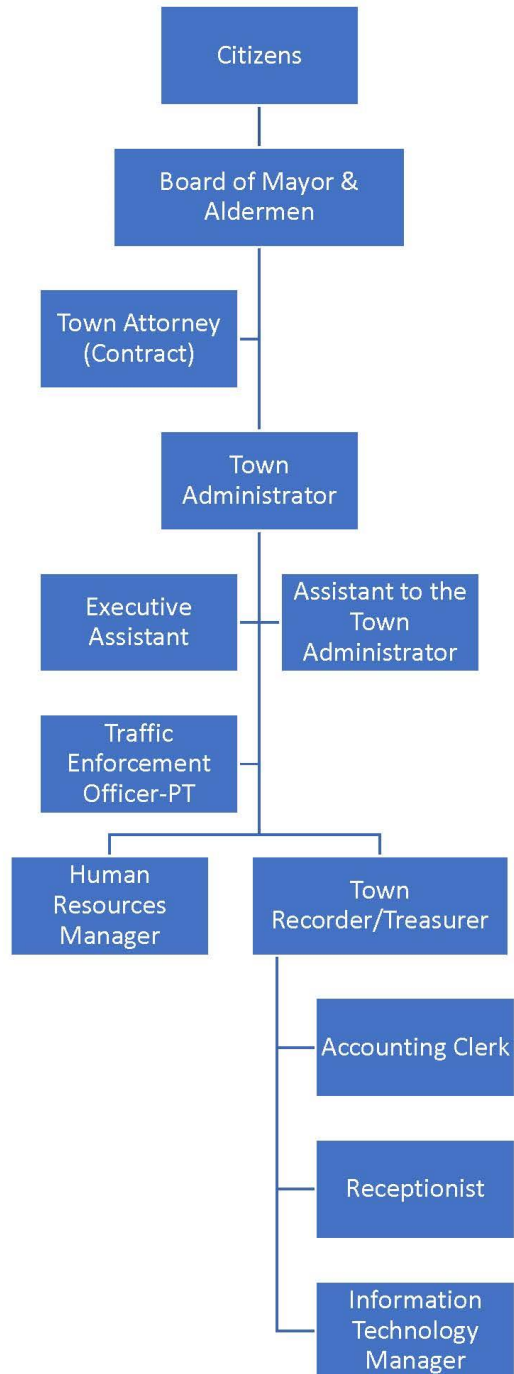 Citizens
Board of Mayor &
Aldermen
Town Attorney
(Contract)
Town
Administrator
Executive
Assistant
Assistant to the
Town
Administrator
Traffic
Enforcement
Officer-PT
Human
Resources
Manager
Town
Recorder/Treasurer
Accounting Clerk
Receptionist
Information
Technology
Manager